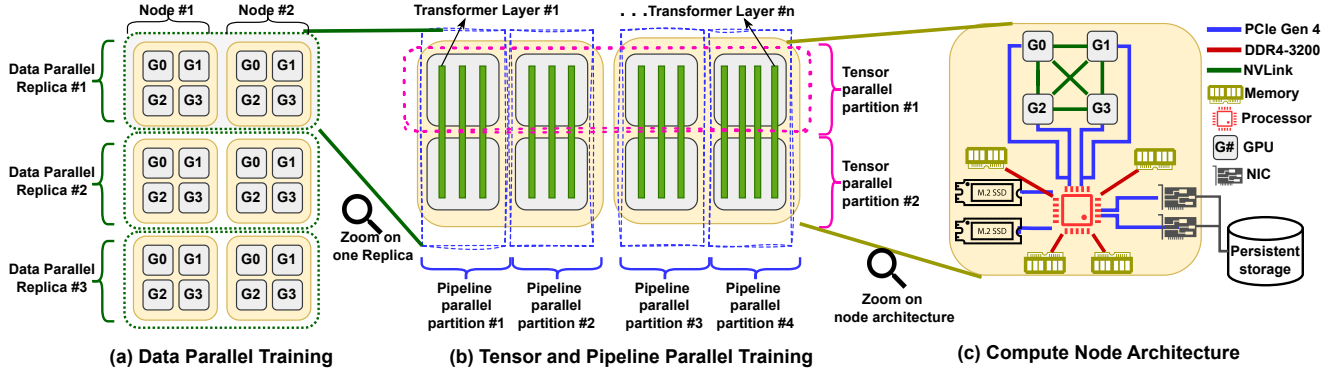 Node #1
Node #2
Data Parallel
Replica #1
G0 G1
G2 G3
G0 G1
G2 G3
Data Parallel
Replica #2
G0 G1
G2 G3
G0 G1
G2 G3
Data Parallel
Replica #3
G0 G1
G2 G3
G0 G1
G2 G3
Zoom on
one Replica
(a) Data Parallel Training
Transformer Layer #1
. . .Transformer Layer #n
Tensor
parallel
partition #1
Tensor
parallel
partition #2
Pipeline
parallel
partition #1
Pipeline
parallel
partition #2
Pipeline
parallel
partition #3
Pipeline
parallel
partition #4
Zoom on
node architecture
(b) Tensor and Pipeline Parallel Training
G0 G1
G2 G3
M.2 SSD
M.2 SSD
PCIe Gen 4
DDR4-3200
NVLink
Memory
Processor
G# GPU
NIC
Persistent
storage
(c) Compute Node Architecture